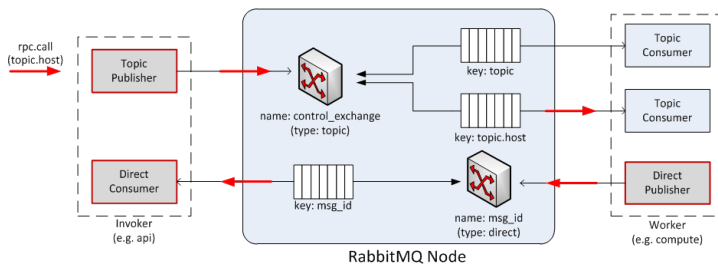 rpc.call
(topic.host)
Topic
Publisher
name: control_exchange
(type: topic)
key: topic
Topic
Consumer
key: topic.host
Topic
Consumer
Direct
Consumer
key: msg_id
name: msg_id
(type: direct)
Direct
Publisher
Invoker
(e.g. api)
Worker
(e.g. compute)
RabbitMQ Node